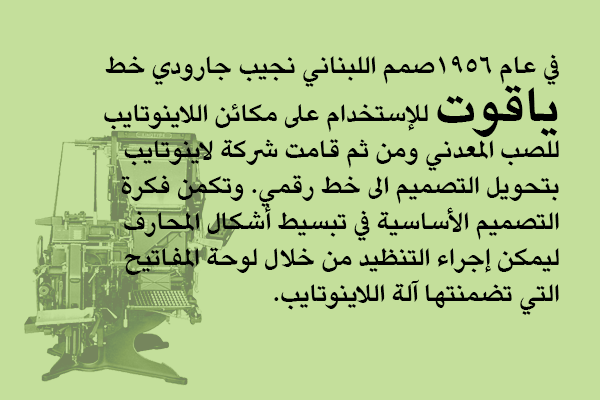 في عام ١٩٥٦صمم اللبناني نجيب جارودي خط
ياقوت للإستخدام على مكائن اللاينوتايب
للصب المعدني ومن ثم قامت شركة لاينوتايب
بتحويل التصميم الى خط رقمي. وتكمن فكرة
التصميم الأساسية في تبسيط أشكال المحارف
ليمكن إجراء التنظيد من خلال لوحة المفاتيح
التي تضمنتها آلة اللاينوتايب.